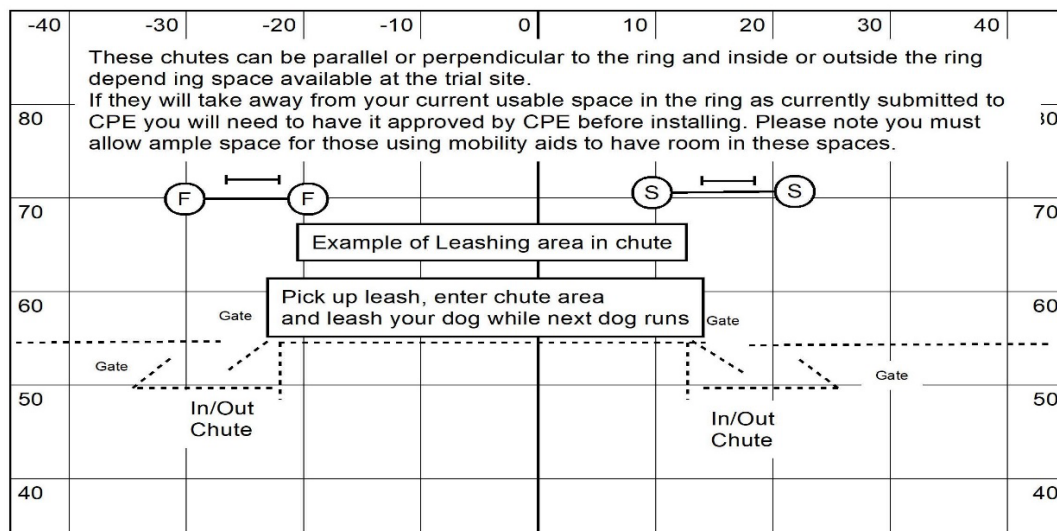 -40 -30 -20 -10 0 10 20 30 40
These chutes can be parallel or perpendicular to the ring and inside or outside the ring
depend ing space available at the trial site.
If they will take away from your current usable space in the ring as currently submitted to
80
CPE you will need to have it approved by CPE before installing. Please note you must
allow ample space for those using mobility aids to have room in these spaces.
F F S S
70 70
Example of Leashing area in chute
60 60
Pick up leash, enter chute area
and leash your dog while next dog runs
Gate Gate
Gate Gate
50 50
In/Out
Chute
In/Out
Chute
40 40